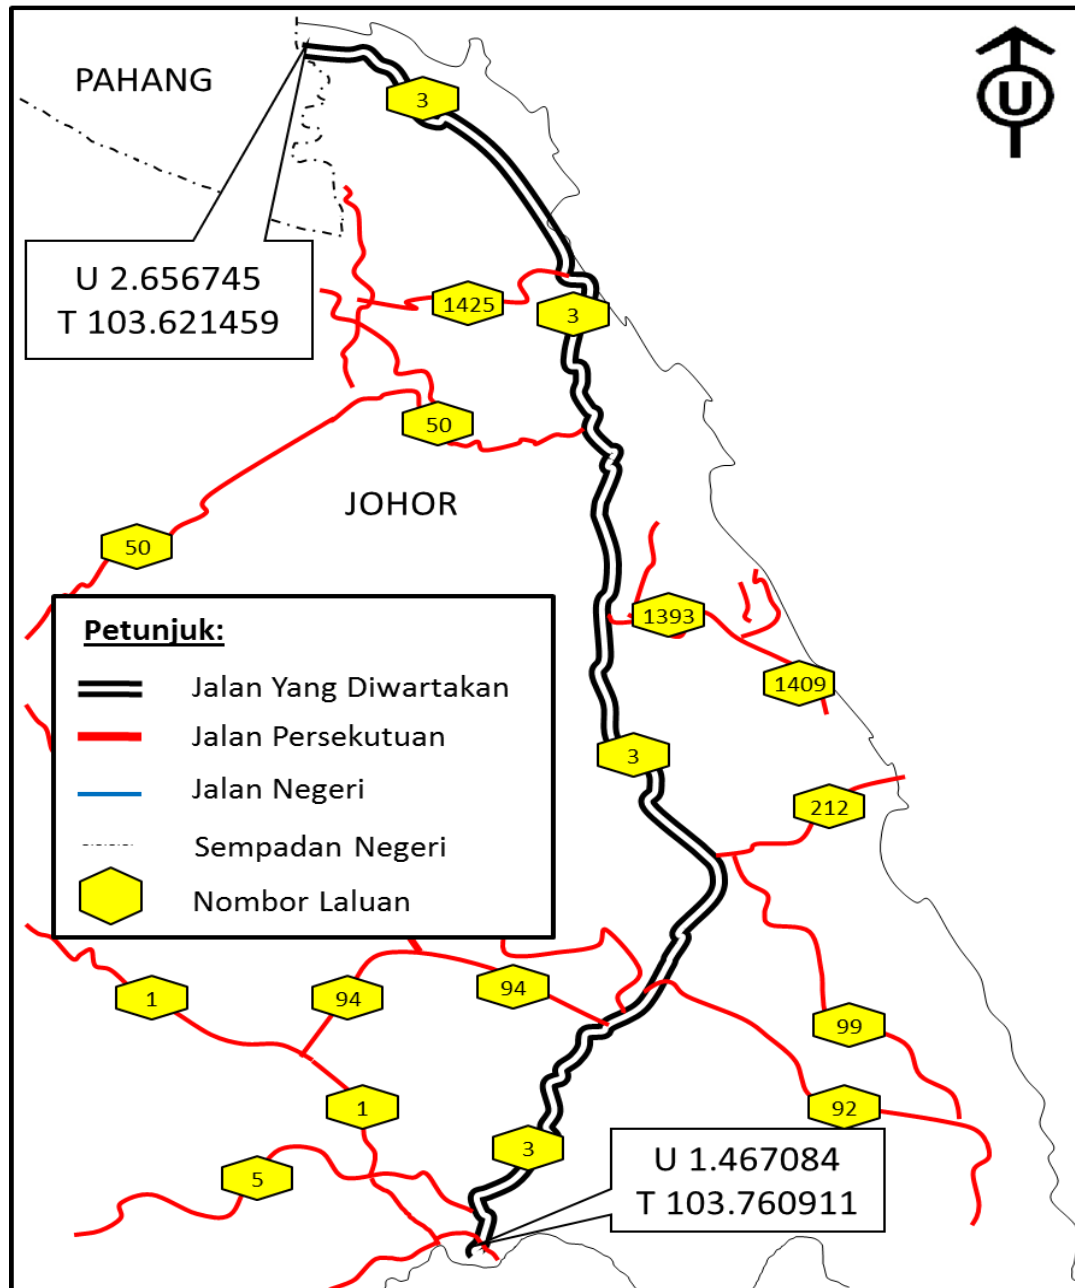 PAHANG
U
3
U 2.656745
T 103.621459
1425
3
50
JOHOR
50
1393
1409
3
212
Petunjuk:
Jalan Yang Diwartakan
Jalan Persekutuan
Jalan Negeri
Sempadan Negeri
Nombor Laluan
1
94
94
99
1
92
3
5
U 1.467084
T 103.760911